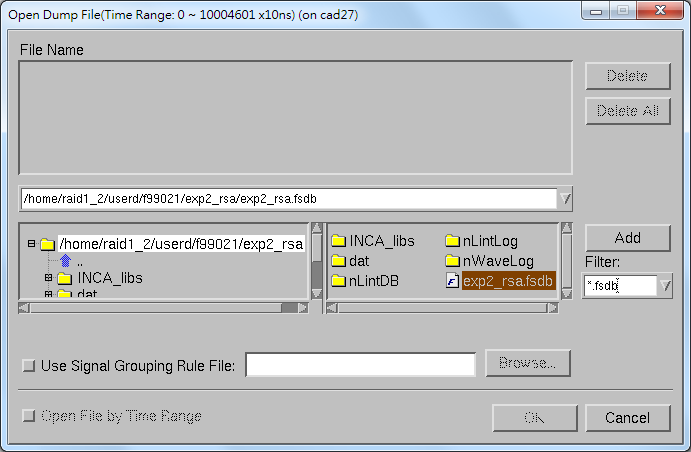 Open Dump File(Time Range: 0 ~ 10004601 x10ns) (on cad27)
File Name
Delete
Delete All
/home/raid1_2/userd/f99021/exp2_rsa/exp2_rsa.fsdb
/home/raid1_2/userd/f99021/exp2_rsa
..
INCA_libs
dat
INCA_libs nLintLog
dat nWaveLog
nLintDB exp2_rsa.fsdb
Add
Filter:
*.fsdb
Use Signal Grouping Rule File:
Browse...
Open File by Time Range
OK
Cancel